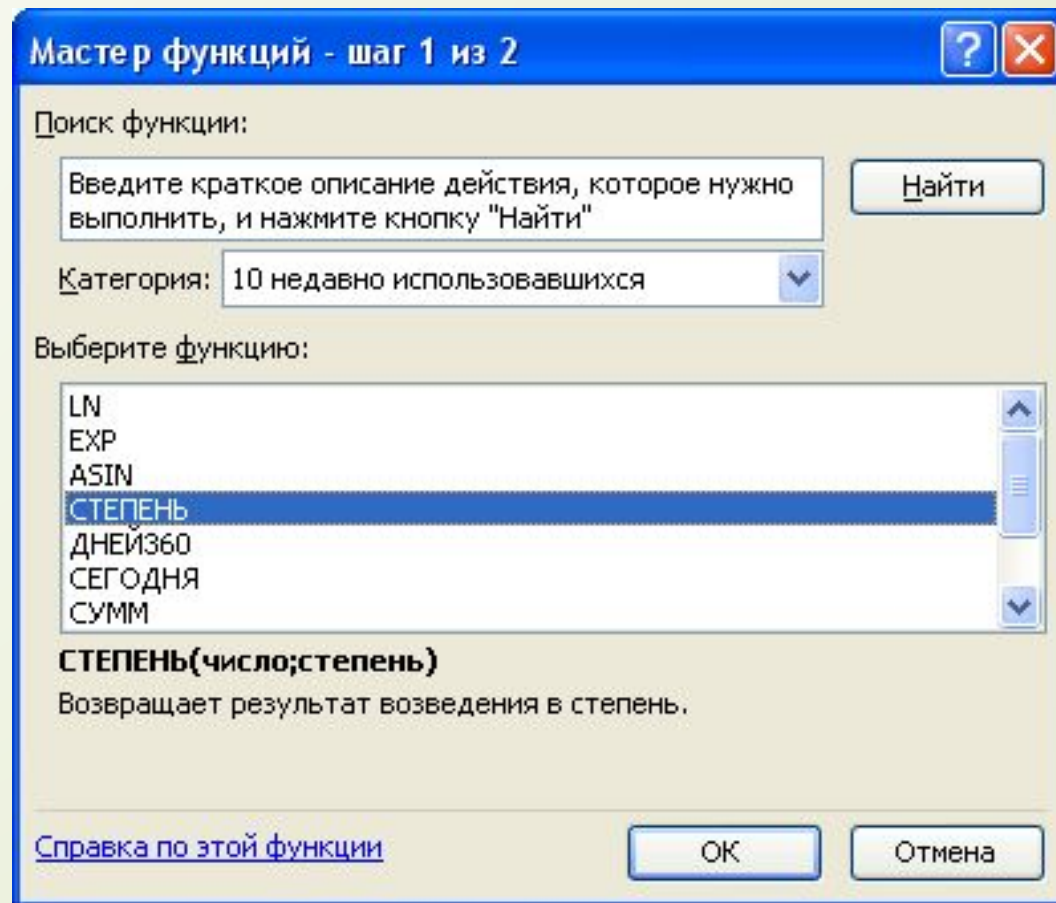 Мастер функций - шаг 1 из 2
Поиск функции:
Введите краткое описание действия, которое нужно
выполнить, и нажмите кнопку "Найти"
Найти
Категория: 10 недавно использовавшихся
Выберите функцию:
LN
EXP
ASIN
СТЕПЕНЬ
ДНЕЙ360
СЕГОДНЯ
СУММ
СТЕПЕНЬ(число;степень)
Возвращает результат возведения в степень.
Справка по этой функции
ОК
Отмена